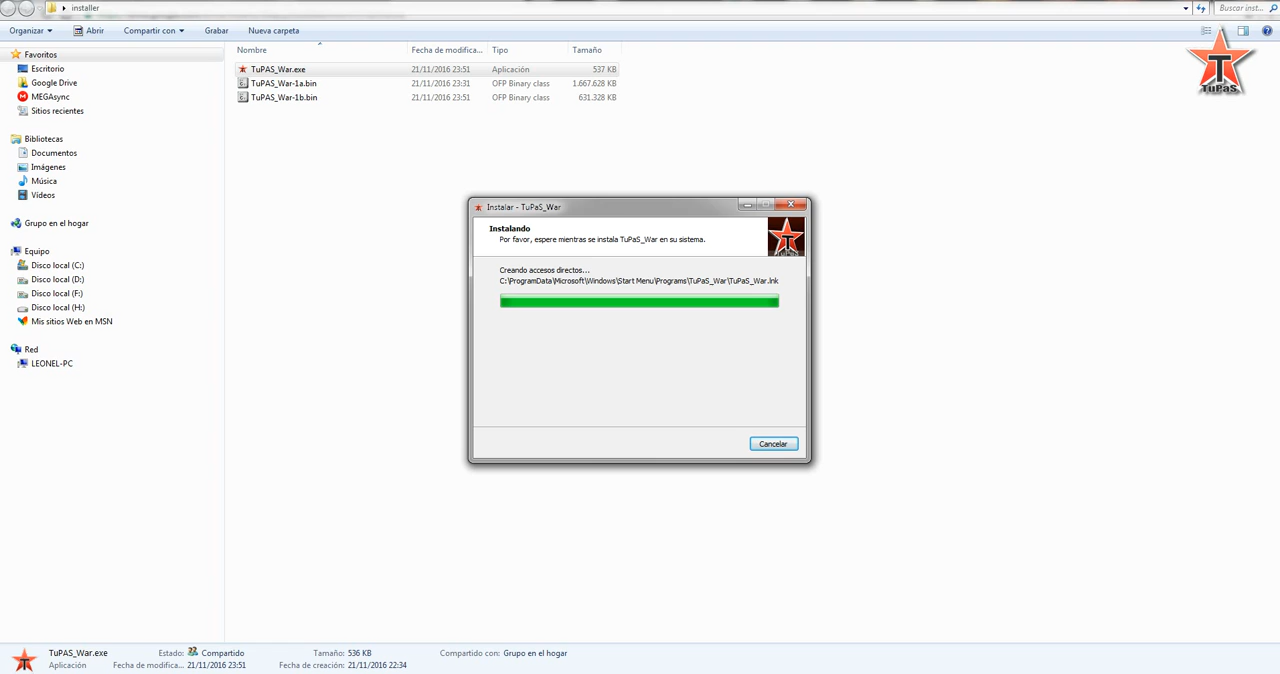 installer
Buscar inst...
Organizar
Abrir
Compartir con
Grabar
Nueva carpeta
Favoritos
Escritorio
Google Drive
MEGAsync
Sitios recientes
Bibliotecas
Documentos
Imágenes
Música
Vídeos
Grupo en el hogar
Equipo
Disco local (C:)
Disco local (D:)
Disco local (F:)
Disco local (H:)
Mis sitios Web en MSN
Red
LEONEL-PC
Nombre Fecha de modifica... Tipo Tamaño
TuPAS_War.exe 21/11/2016 23:51 Aplicación 537 KB
TuPAS_War-1a.bin 21/11/2016 23:31 OFP Binary class 1.667.628 KB
TuPAS_War-1b.bin 21/11/2016 23:51 OFP Binary class 631.328 KB
T
TuPaS
Instalar - TuPaS_War
Instalando
Por favor, espere mientras se instala TuPaS_War en su sistema.
T
TuPaS
Creando accesos directos...
C:\ProgramData\Microsoft\Windows\Start Menu\Programs\TuPaS_War\TuPaS_War.lnk
Cancelar
TuPAS_War.exe Estado: Compartido Tamaño: 536 KB Compartido con: Grupo en el hogar
Aplicación Fecha de modifica... 21/11/2016 23:51 Fecha de creación: 21/11/2016 22:34